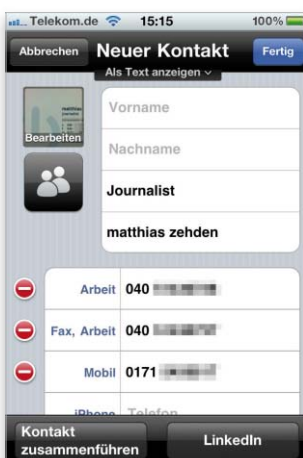 Telekom.de 15:15 100%
Abbrechen Neuer Kontakt Fertig
Als Text anzeigen
Bearbeiten
Vorname
Nachname
Journalist
matthias zehden
Arbeit 040
Fax, Arbeit 040
Mobil 0171
iPhone Telefon
Kontakt
zusammenführen
LinkedIn